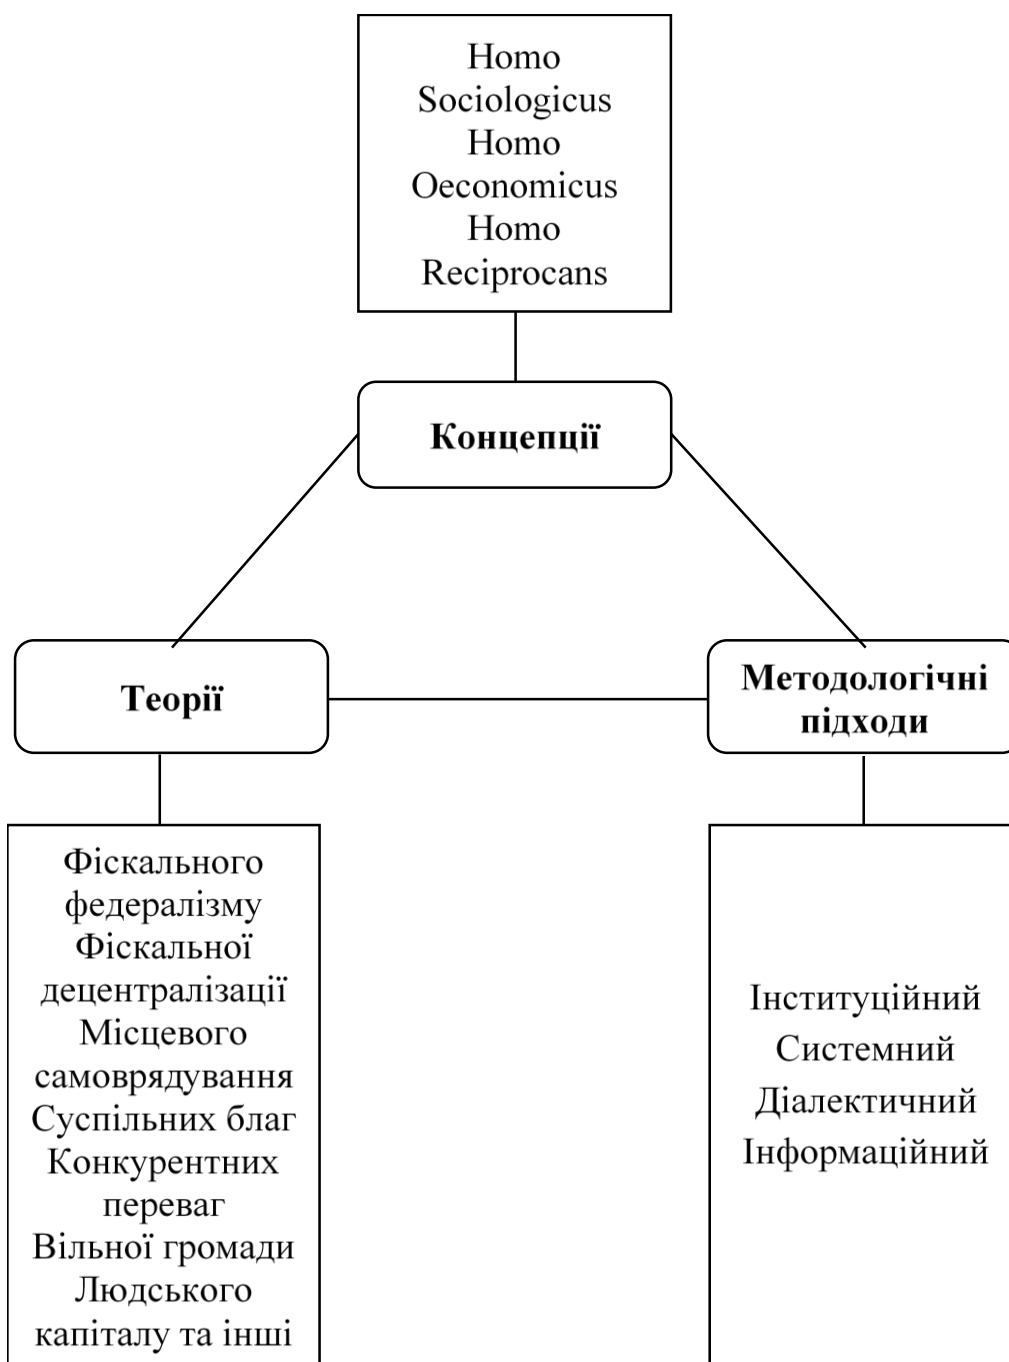 Homo
Sociologicus
Homo
Oeconomicus
Homo
Reciprocans
Концепції
Теорії
Методологічні
підходи
Фіскального
федералізму
Фіскальної
децентралізації
Місцевого
самоврядування
Суспільних благ
Конкурентних
переваг
Вільної громади
Людського
капіталу та інші
Інституційний
Системний
Діалектичний
Інформаційний